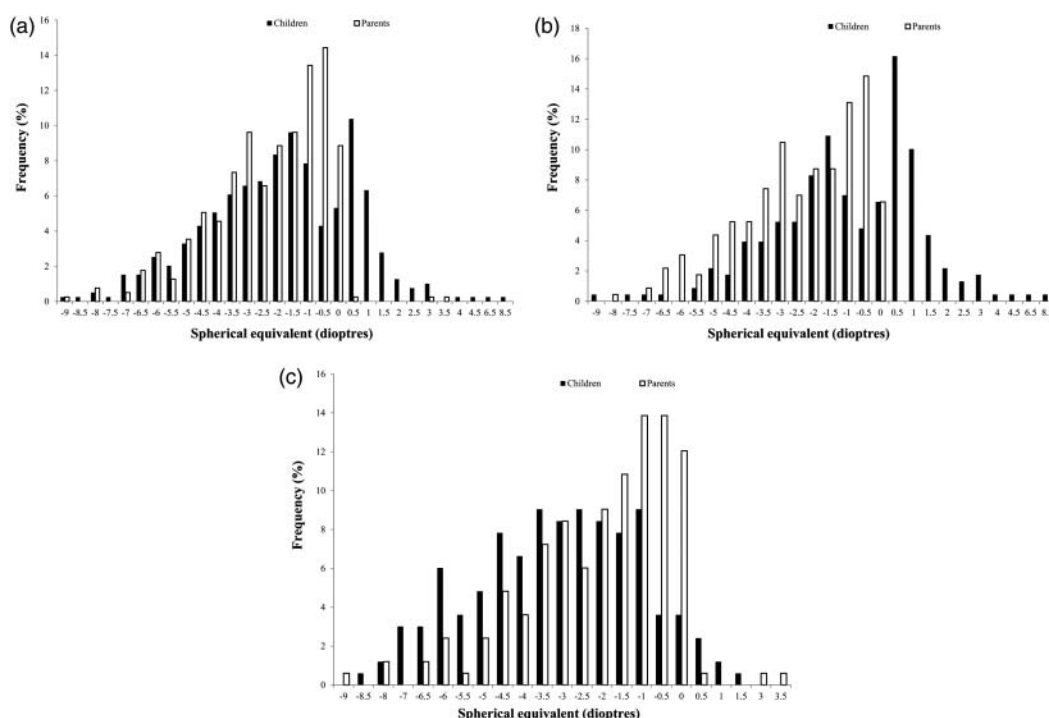 (a)
Children Parents
16
14
12
10
8
6
4
2
0
Frequency (%)
-9 -8.5 -8 -7.5 -7 -6.5 -6 -5.5 -5 -4.5 -4 -3.5 -3 -2.5 -2 -1.5 -1 -0.5 0 0.5 1 1.5 2 2.5 3 3.5 4 4.5 6.5 8.5
Spherical equivalent (dioptres)
(b)
Children Parents
18
16
14
12
10
8
6
4
2
0
Frequency (%)
-9 -8 -7.5 -7 -6.5 -6 -5.5 -5 -4.5 -4 -3.5 -3 -2.5 -2 -1.5 -1 -0.5 0 0.5 1 1.5 2 2.5 3 4 4.5 6.5 8.
Spherical equivalent (dioptres)
(c)
Children Parents
16
14
12
10
8
6
4
2
0
Frequency (%)
-9 -8.5 -8 -7 -6.5 -6 -5.5 -5 -4.5 -4 -3.5 -3 -2.5 -2 -1.5 -1 -0.5 0 0.5 1 1.5 3 3.5
Spherical equivalent (dioptres)